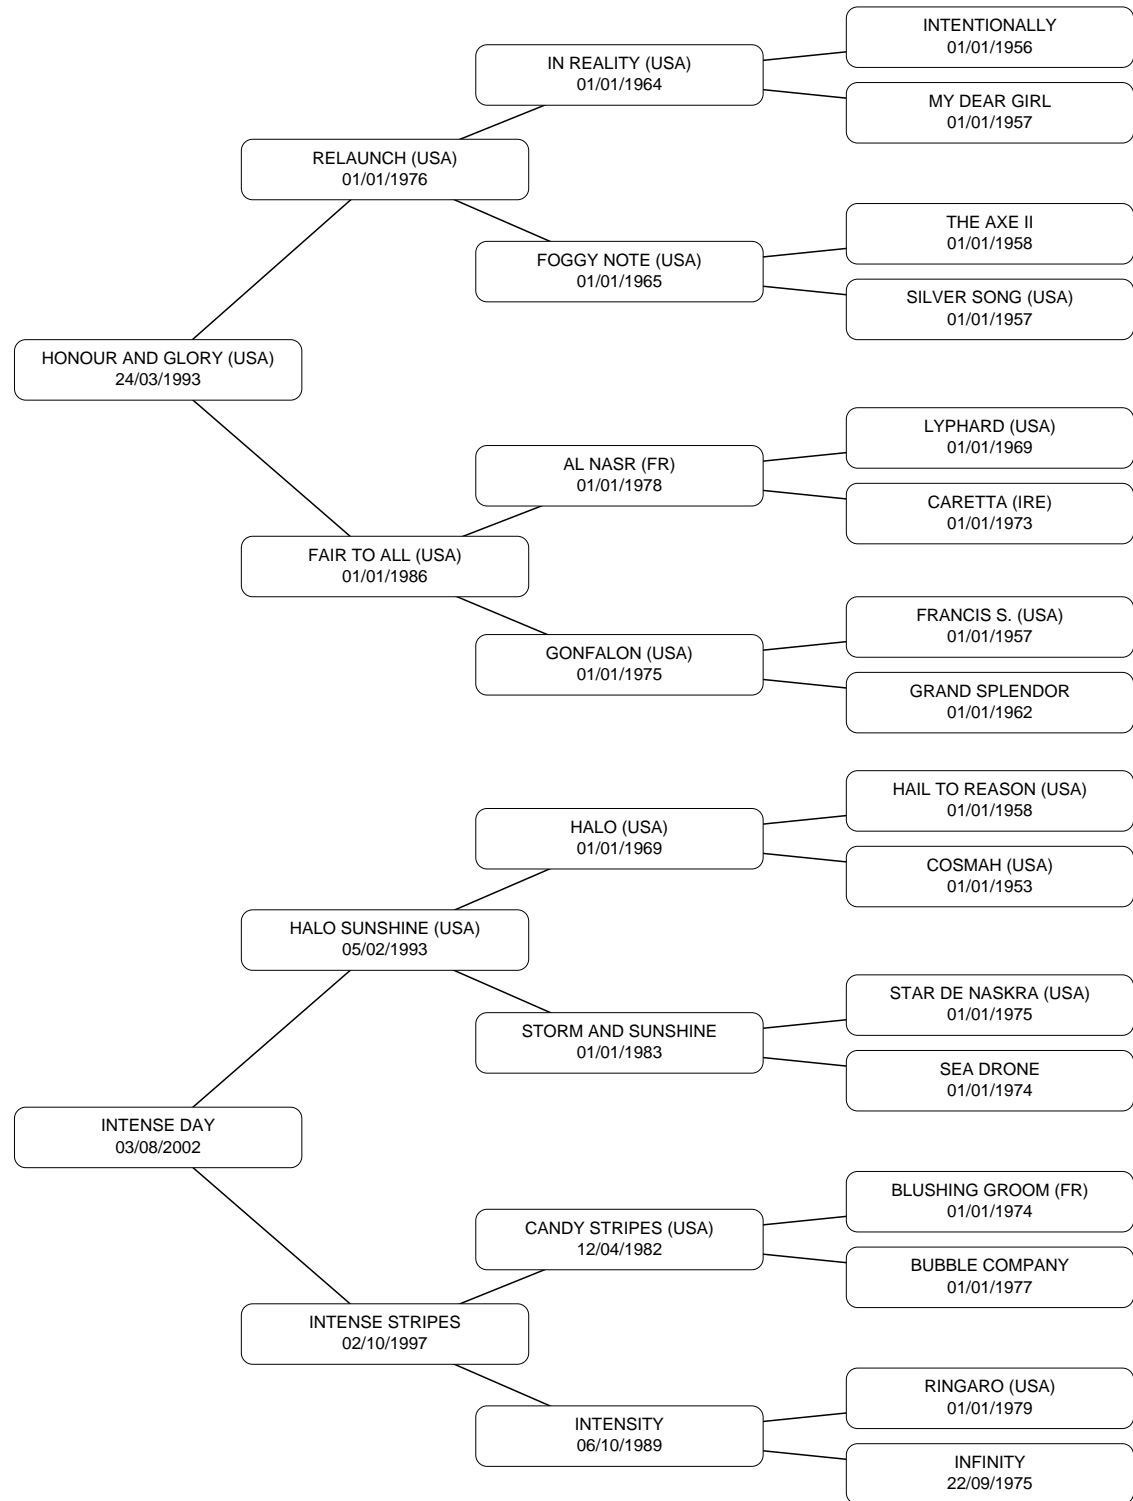 INTENTIONALLY
01/01/1956
IN REALITY (USA)
01/01/1964
MY DEAR GIRL
01/01/1957
RELAUNCH (USA)
01/01/1976
THE AXE II
01/01/1958
FOGGY NOTE (USA)
01/01/1965
SILVER SONG (USA)
01/01/1957
HONOUR AND GLORY (USA)
24/03/1993
LYPHARD (USA)
01/01/1969
AL NASR (FR)
01/01/1978
CARETTA (IRE)
01/01/1973
FAIR TO ALL (USA)
01/01/1986
FRANCIS S. (USA)
01/01/1957
GONFALON (USA)
01/01/1975
GRAND SPLENDOR
01/01/1962
HAIL TO REASON (USA)
01/01/1958
HALO (USA)
01/01/1969
COSMAH (USA)
01/01/1953
HALO SUNSHINE (USA)
05/02/1993
STAR DE NASKRA (USA)
01/01/1975
STORM AND SUNSHINE
01/01/1983
SEA DRONE
01/01/1974
INTENSE DAY
03/08/2002
BLUSHING GROOM (FR)
01/01/1974
CANDY STRIPES (USA)
12/04/1982
BUBBLE COMPANY
01/01/1977
INTENSE STRIPES
02/10/1997
RINGARO (USA)
01/01/1979
INTENSITY
06/10/1989
INFINITY
22/09/1975